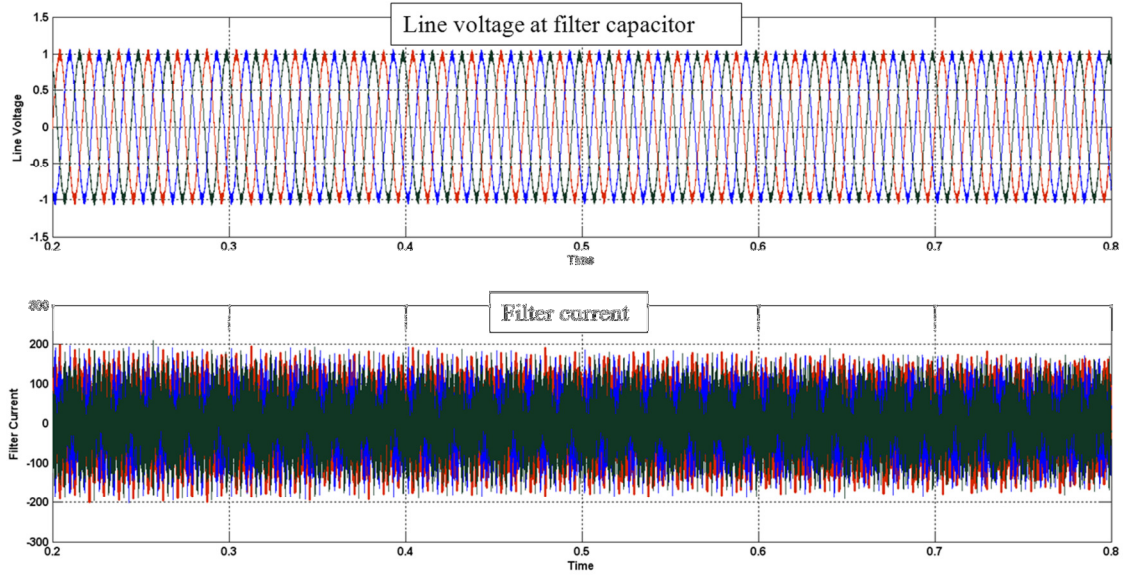 Line voltage at filter capacitor
1.5
1
0.5
0
-0.5
-1
-1.5
Line Voltage
0.2 0.3 0.4 0.5 0.6 0.7 0.8
Time
Filter current
300
200
100
0
-100
-200
-300
Filter Current
0.2 0.3 0.4 0.5 0.6 0.7 0.8
Time